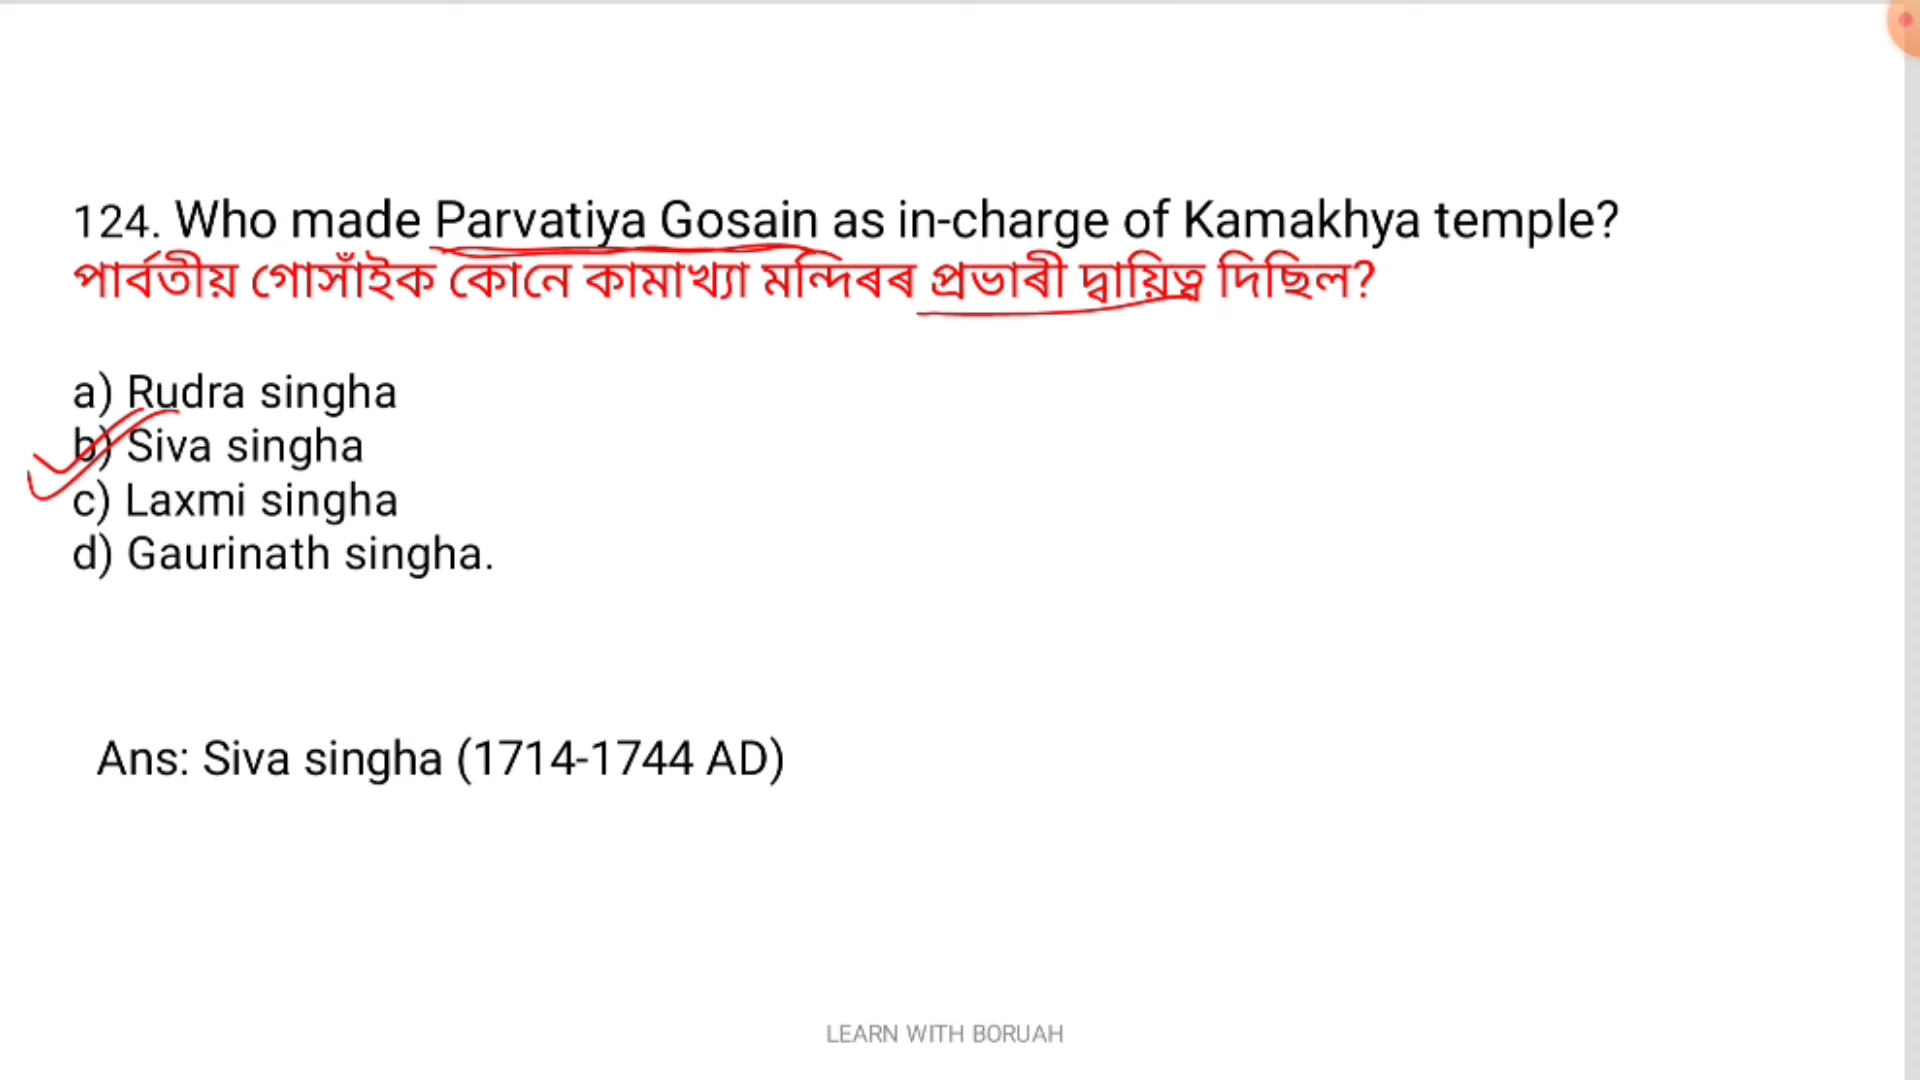 124. Who made Parvatiya Gosain as in-charge of Kamakhya temple?
পাৰ্বতীয় গোসাঁইক কোনে কামাখ্যা মন্দিৰৰ প্ৰভাৰী দ্বায়িত্ব দিছিল?
a) Rudra singha
b) Siva singha
c) Laxmi singha
d) Gaurinath singha.
Ans: Siva singha (1714-1744 AD)
LEARN WITH BORUAH